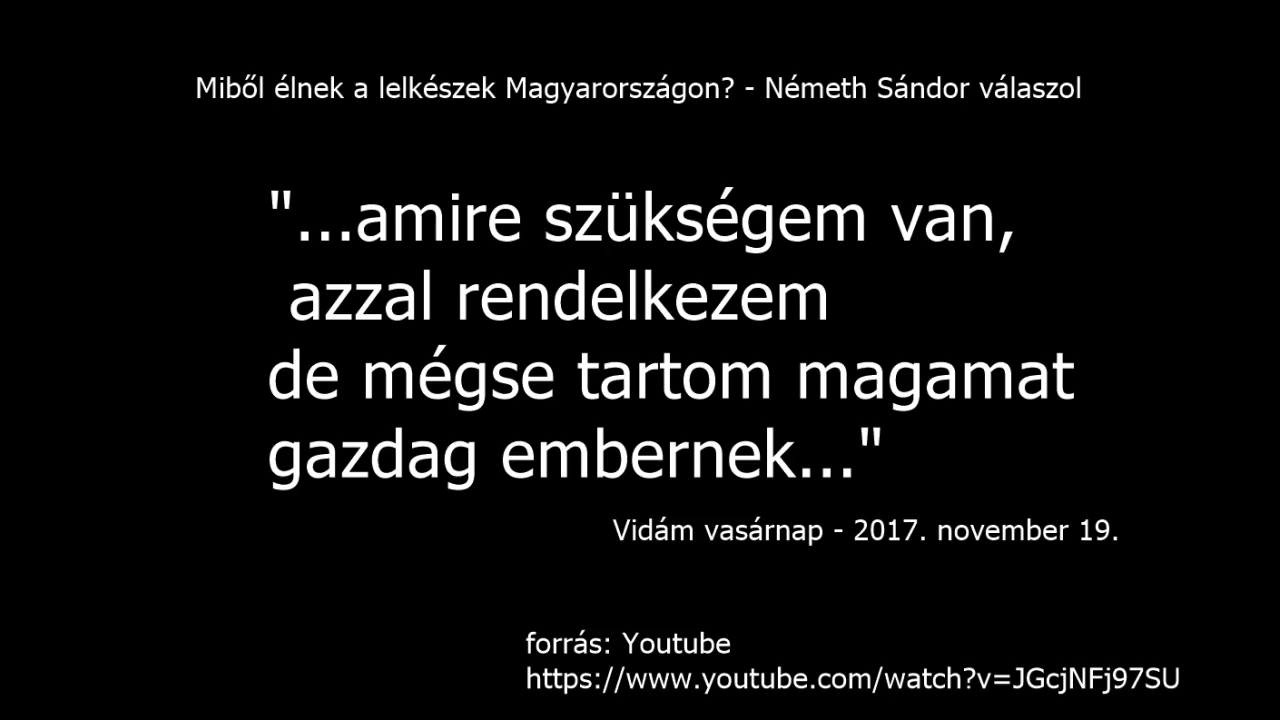 Miből élnek a lelkészek Magyarországon? - Németh Sándor válaszol
"...amire szükségem van,
azzal rendelkezem
de mégse tartom magamat
gazdag embernek..."
Vidám vasárnap - 2017. november 19.
forrás: Youtube
https://www.youtube.com/watch?v=JGcjNFj97SU